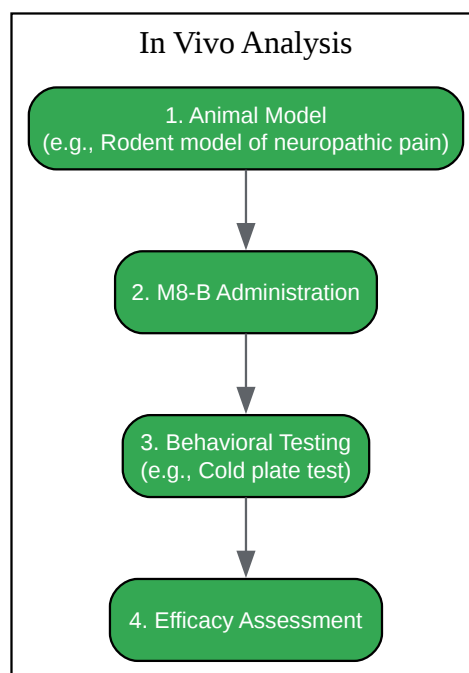 In Vivo Analysis
1. Animal Model
(e.g., Rodent model of neuropathic pain)
2. M8-B Administration
3. Behavioral Testing
(e.g., Cold plate test)
4. Efficacy Assessment